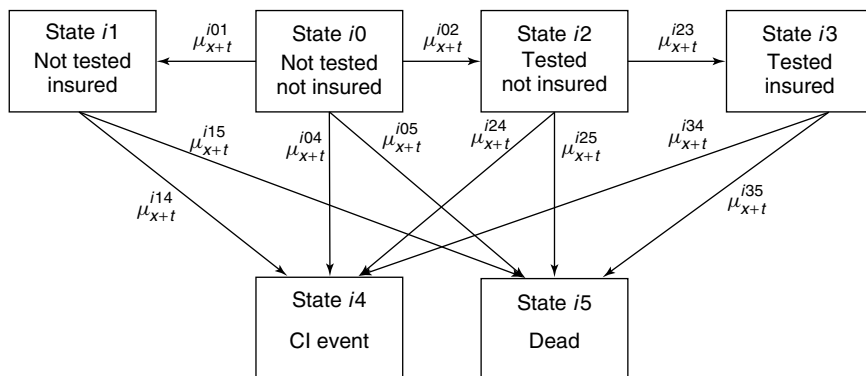 State i1
Not tested
insured
μ^{i01}_{x+t}
State i0
Not tested
not insured
μ^{i02}_{x+t}
State i2
Tested
not insured
μ^{i23}_{x+t}
State i3
Tested
insured
μ^{i15}_{x+t}
μ^{i04}_{x+t}
μ^{i05}_{x+t}
μ^{i24}_{x+t}
μ^{i25}_{x+t}
μ^{i34}_{x+t}
μ^{i14}_{x+t}
μ^{i35}_{x+t}
State i4
CI event
State i5
Dead